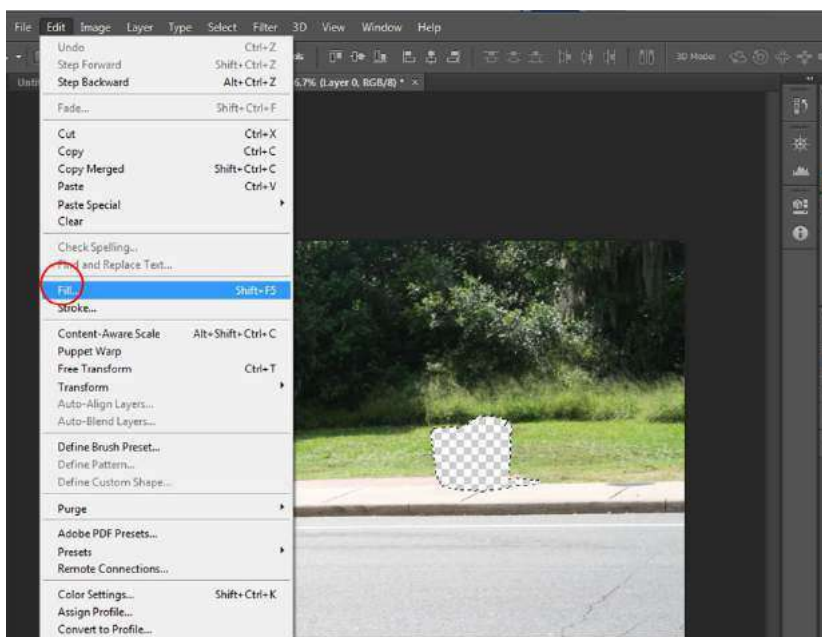 File Edit Image Layer Type Select Filter 3D View Window Help
3D Mode:
6.7% (Layer 0, RGB/8) * ×
Undo Ctrl+Z
Step Forward Shift+Ctrl+Z
Step Backward Alt+Ctrl+Z
Fade... Shift+Ctrl+F
Cut Ctrl+X
Copy Ctrl+C
Copy Merged Shift+Ctrl+C
Paste Ctrl+V
Paste Special
Clear
Check Spelling...
Find and Replace Text...
Fill... Shift+F5
Stroke...
Content-Aware Scale Alt+Shift+Ctrl+C
Puppet Warp
Free Transform Ctrl+T
Transform
Auto-Align Layers...
Auto-Blend Layers...
Define Brush Preset...
Define Pattern...
Define Custom Shape...
Purge
Adobe PDF Presets...
Presets
Remote Connections...
Color Settings... Shift+Ctrl+K
Assign Profile...
Convert to Profile...